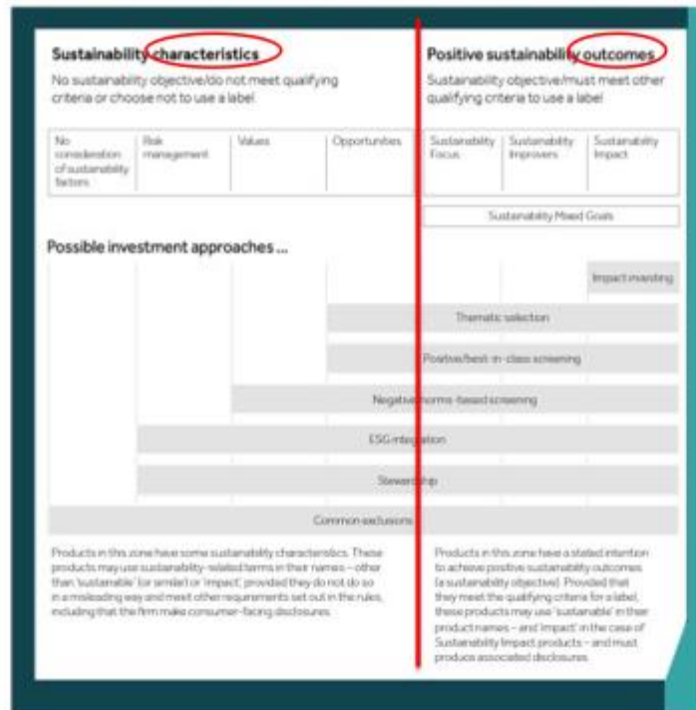 Sustainability characteristics
No sustainability objective/do not meet qualifying
criteria or choose not to use a label
Positive sustainability outcomes
Sustainability objective/must meet other
qualifying criteria to use a label
No
consideration
of sustainability
factors
Risk
management
Values
Opportunities
Sustainability
Focus
Sustainability
Improvers
Sustainability
Impact
Sustainability Mixed Goals
Possible investment approaches ...
Impact investing
Thematic selection
Positive/best-in-class screening
Negative/norms-based screening
ESG integration
Stewardship
Common exclusions
Products in this zone have some sustainability characteristics. These
products may use sustainability-related terms in their names – other
than 'sustainable' (or similar) or 'impact', provided they do not do so
in a misleading way and meet other requirements set out in the rules,
including that the firm make consumer-facing disclosures.
Products in this zone have a stated intention
to achieve positive sustainability outcomes
(a sustainability objective). Provided that
they meet the qualifying criteria for a label,
these products may use 'sustainable' in their
product names – and 'impact' in the case of
Sustainability Impact products – and must
produce associated disclosures.